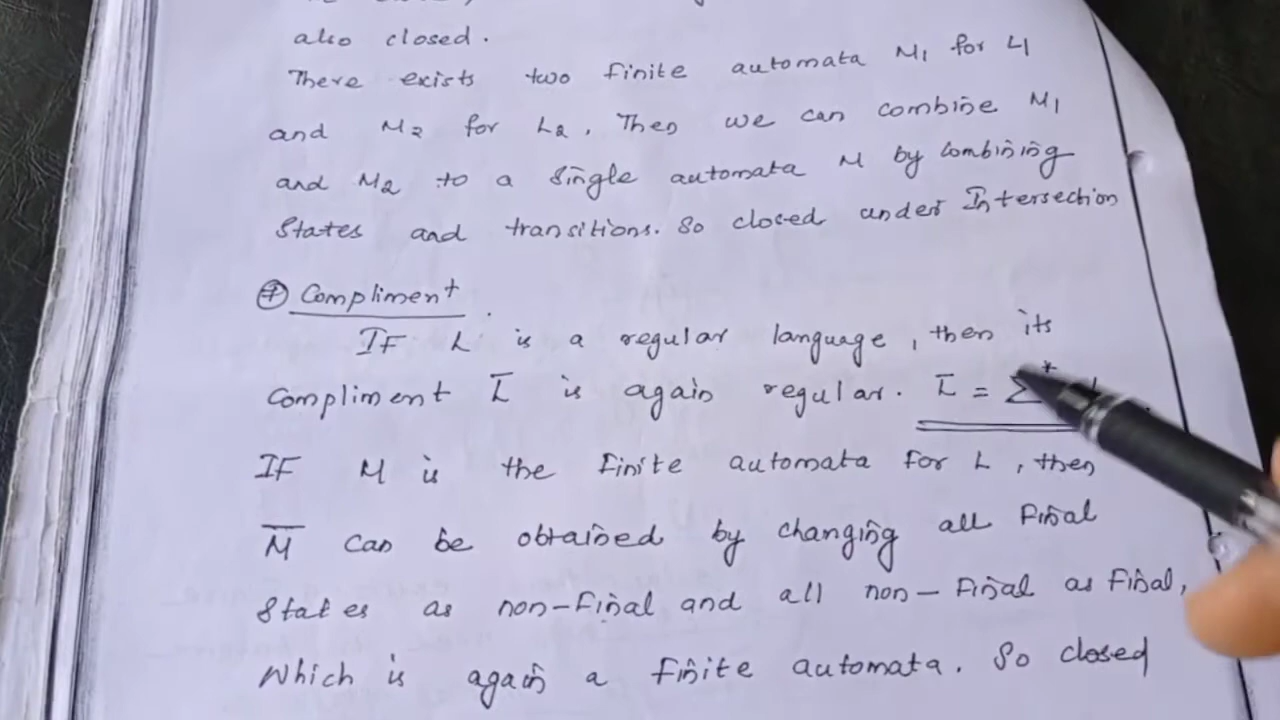 also closed.
There exists two finite automata M1 for L1
and M2 for L2, Then we can combine M1
and M2 to a single automata M by combining
states and transitions. So closed under Intersection
④ Compliment
IF L is a regular language, then its
Compliment L̅ is again regular. L̅ = Σ*
IF M is the finite automata for L, then
M̅ can be obtained by changing all final
states as non-final and all non-final as final,
which is again a finite automata. So closed